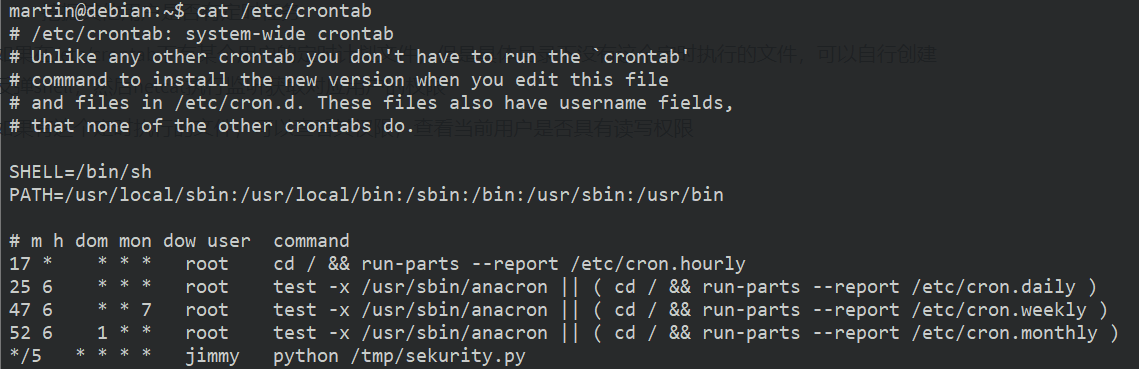 martin@debian:~$ cat /etc/crontab
# /etc/crontab: system-wide crontab
# Unlike any other crontab you don't have to run the `crontab'
执行的文件，可以自行创建
# command to install the new version when you edit this file
# and files in /etc/cron.d. These files also have username fields,
# that none of the other crontabs do.
查看当前用户是否具有读写权限
SHELL=/bin/sh
PATH=/usr/local/sbin:/usr/local/bin:/sbin:/bin:/usr/sbin:/usr/bin
# m h dom mon dow user  command
17 *    * * *   root    cd / && run-parts --report /etc/cron.hourly
25 6    * * *   root    test -x /usr/sbin/anacron || ( cd / && run-parts --report /etc/cron.daily )
47 6    * * 7   root    test -x /usr/sbin/anacron || ( cd / && run-parts --report /etc/cron.weekly )
52 6    1 * *   root    test -x /usr/sbin/anacron || ( cd / && run-parts --report /etc/cron.monthly )
*/5   * * * *   jimmy   python /tmp/sekurity.py